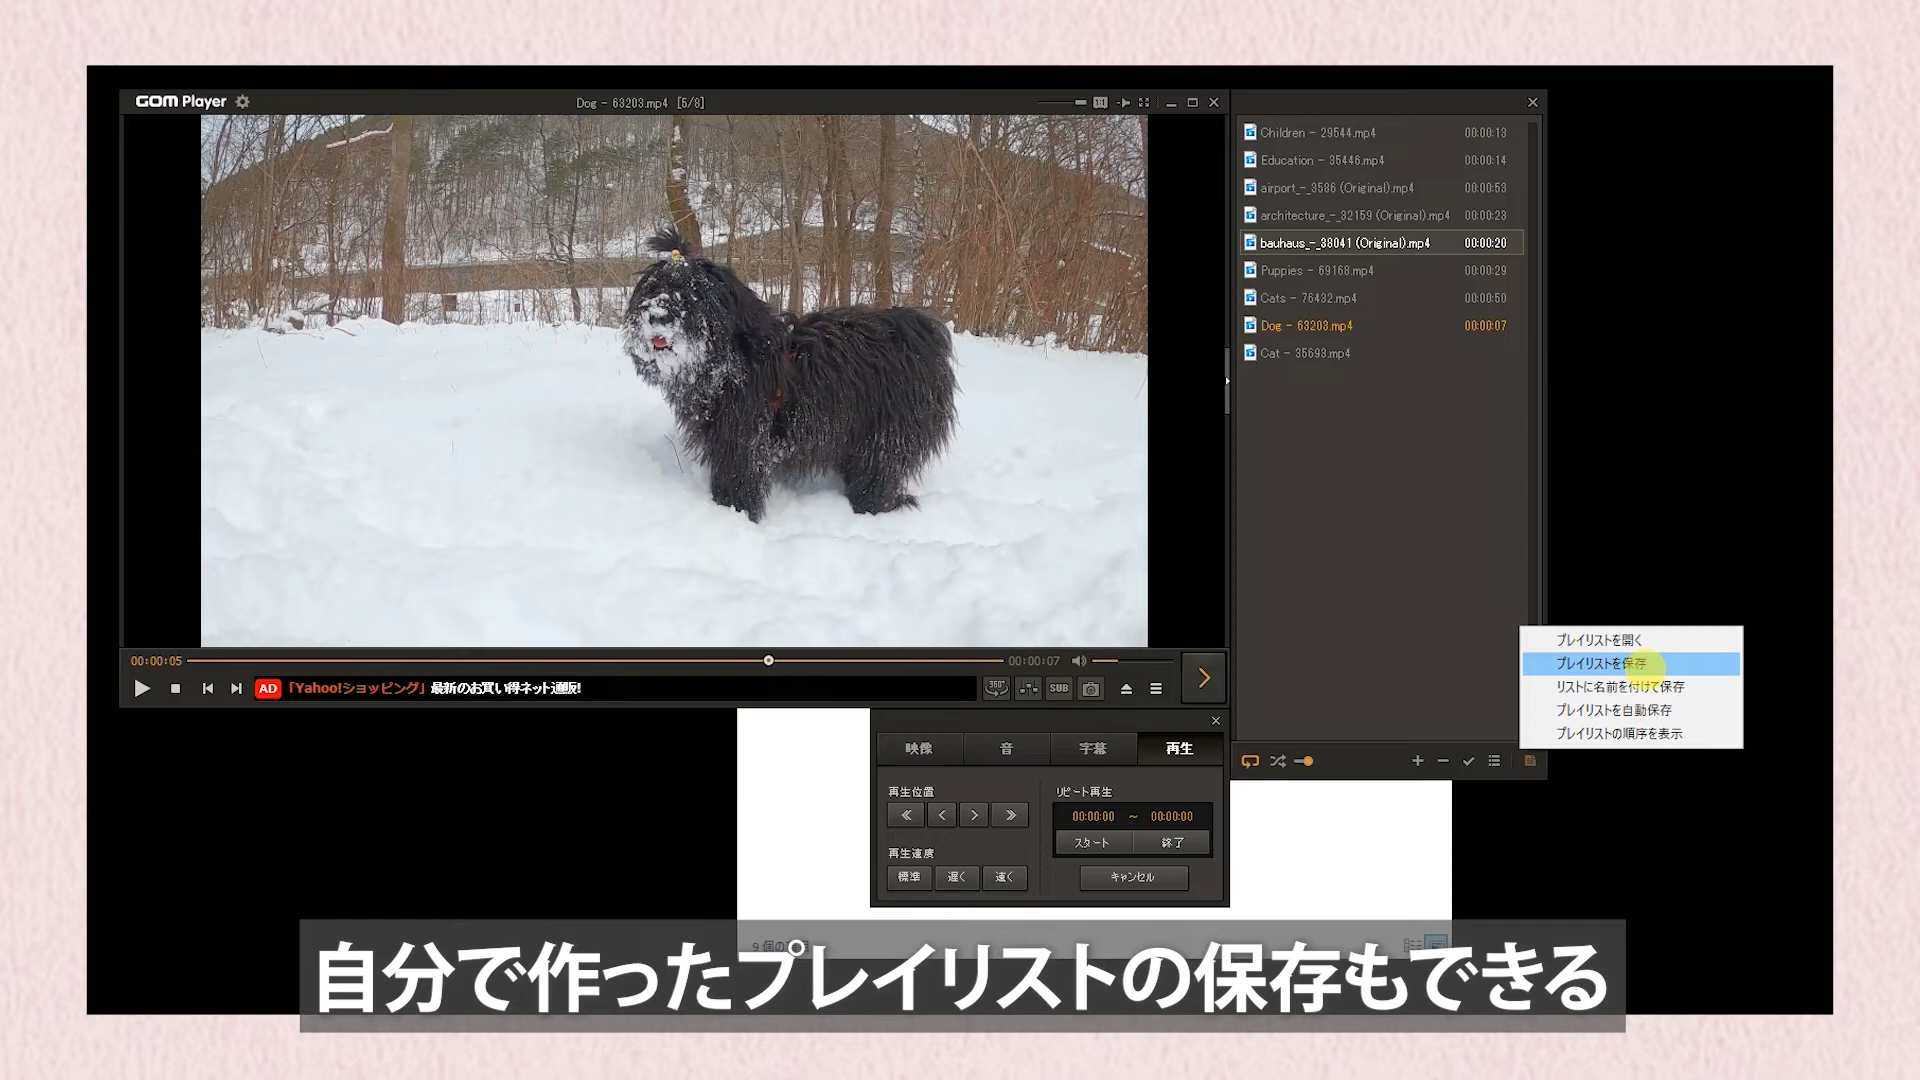 GOM Player
Dog - 63203.mp4 [5/8]
Children - 29544.mp4 00:00:13
Education - 35446.mp4 00:00:14
airport_-_3586 (Original).mp4 00:00:53
architecture_-_32159 (Original).mp4 00:00:23
bauhaus_-_38041 (Original).mp4 00:00:20
Puppies - 69168.mp4 00:00:29
Cats - 76432.mp4 00:00:50
Dog - 63203.mp4 00:00:07
Cat - 35693.mp4
プレイリストを開く
プレイリストを保存
リストに名前を付けて保存
プレイリストを自動保存
プレイリストの順序を表示
00:00:05 00:00:07
AD 「Yahoo!ショッピング」最新のお買い得ネット通販!
360° SUB
映像 音 字幕 再生
再生位置 リピート再生
00:00:00 ~ 00:00:00
スタート 終了
再生速度
標準 遅く 速く キャンセル
9 個の項目
自分で作ったプレイリストの保存もできる